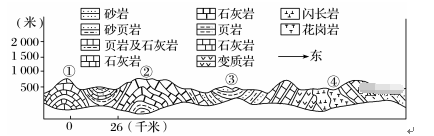 (米) 砂岩 石灰岩 闪长岩
砂页岩 页岩 花岗岩
2 000 页岩及石灰岩 石灰岩
1 500
1 000 石灰岩 变质岩 东
500 ① ② ③ ④
0 26(千米)